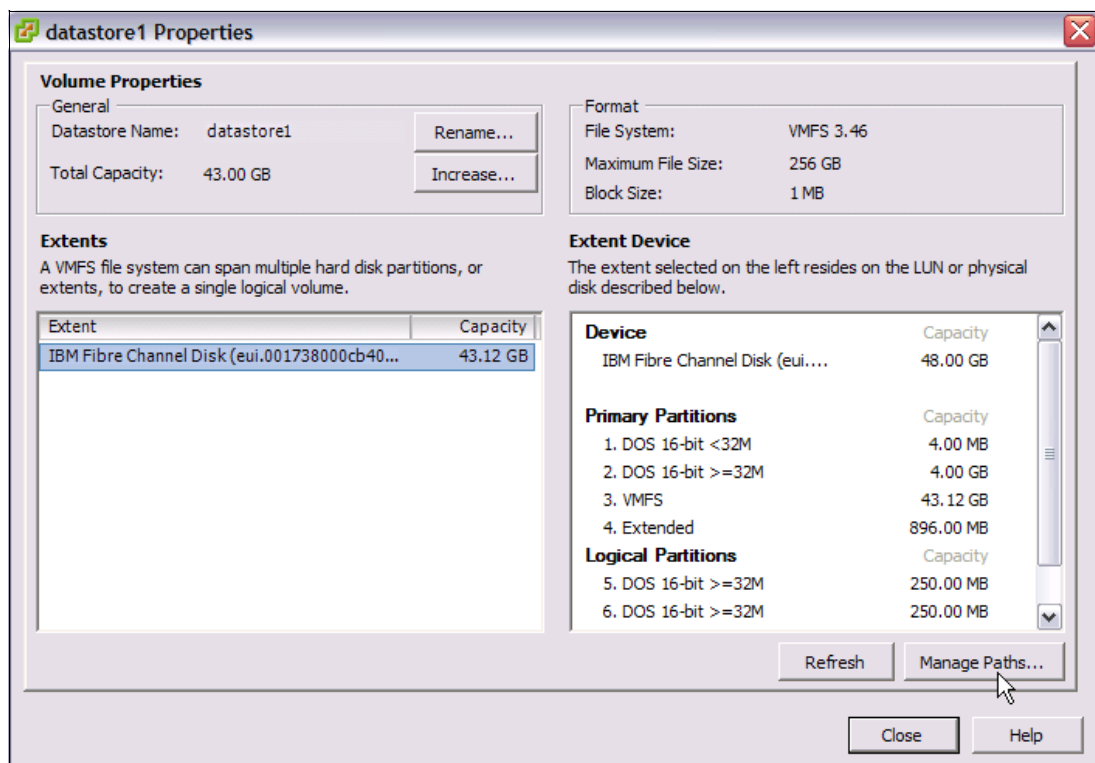 datastore1 Properties
Volume Properties
General
Datastore Name: datastore1 Rename...
Total Capacity: 43.00 GB Increase...
Format
File System: VMFS 3.46
Maximum File Size: 256 GB
Block Size: 1 MB
Extents
A VMFS file system can span multiple hard disk partitions, or
extents, to create a single logical volume.
Extent Capacity
IBM Fibre Channel Disk (eui.001738000cb40... 43.12 GB
Extent Device
The extent selected on the left resides on the LUN or physical
disk described below.
Device Capacity
IBM Fibre Channel Disk (eui.... 48.00 GB
Primary Partitions Capacity
1. DOS 16-bit <32M 4.00 MB
2. DOS 16-bit >=32M 4.00 GB
3. VMFS 43.12 GB
4. Extended 896.00 MB
Logical Partitions Capacity
5. DOS 16-bit >=32M 250.00 MB
6. DOS 16-bit >=32M 250.00 MB
Refresh Manage Paths...
Close Help